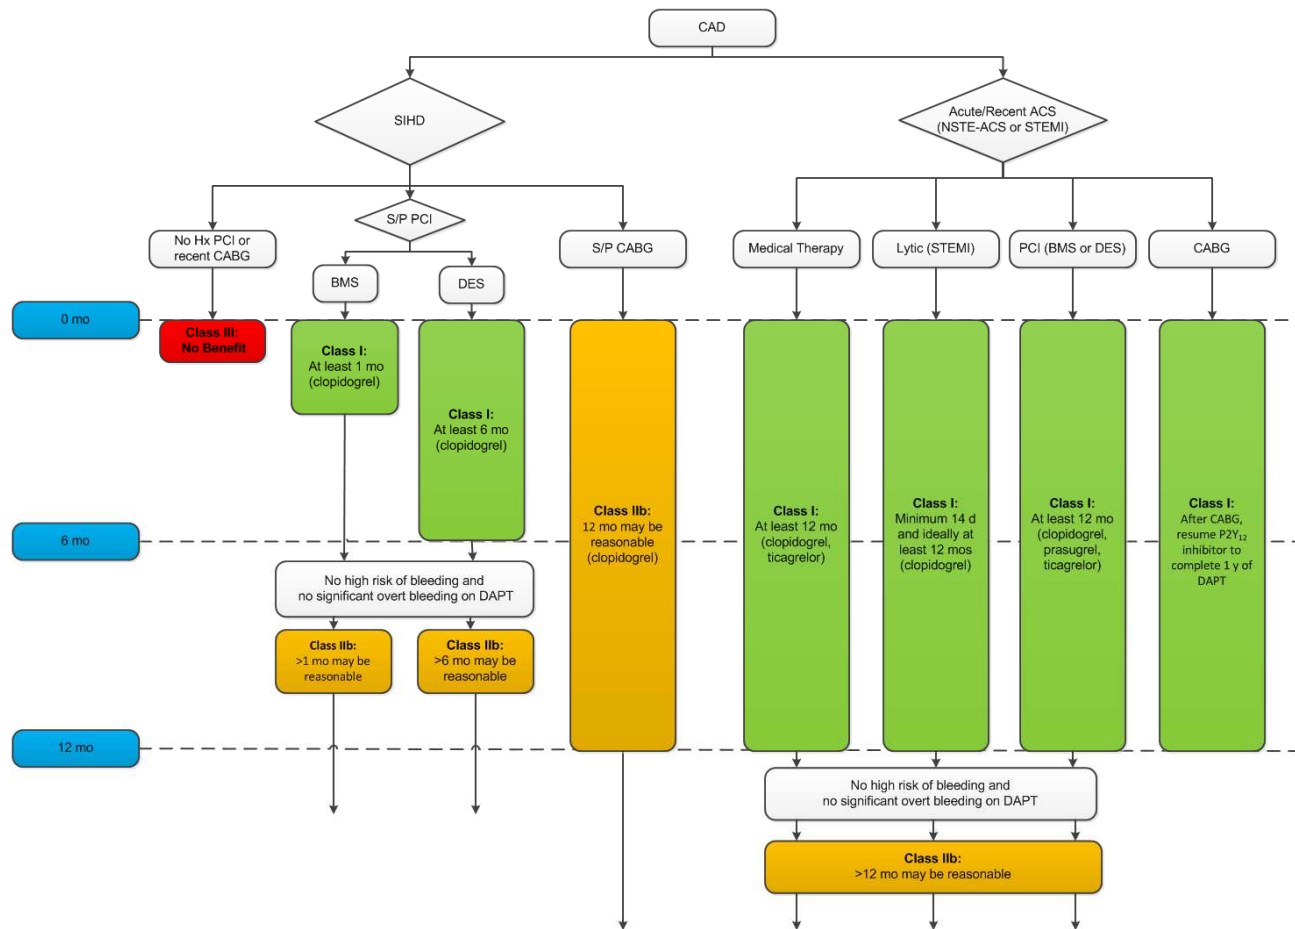 CAD
SIHD
Acute/Recent ACS
(NSTE-ACS or STEMI)
No Hx PCI or
recent CABG
S/P PCI
S/P CABG
Medical Therapy
Lytic (STEMI)
PCI (BMS or DES)
CABG
BMS
DES
0 mo
Class III:
No Benefit
Class I:
At least 1 mo
(clopidogrel)
Class I:
At least 6 mo
(clopidogrel)
Class IIb:
12 mo may be
reasonable
(clopidogrel)
Class I:
At least 12 mo
(clopidogrel,
ticagrelor)
Class I:
Minimum 14 d
and ideally at
least 12 mos
(clopidogrel)
Class I:
At least 12 mo
(clopidogrel,
prasugrel,
ticagrelor)
Class I:
After CABG,
resume P2Y₁₂
inhibitor to
complete 1 y of
DAPT
6 mo
No high risk of bleeding and
no significant overt bleeding on DAPT
Class IIb:
>1 mo may be
reasonable
Class IIb:
>6 mo may be
reasonable
12 mo
No high risk of bleeding and
no significant overt bleeding on DAPT
Class IIb:
>12 mo may be reasonable